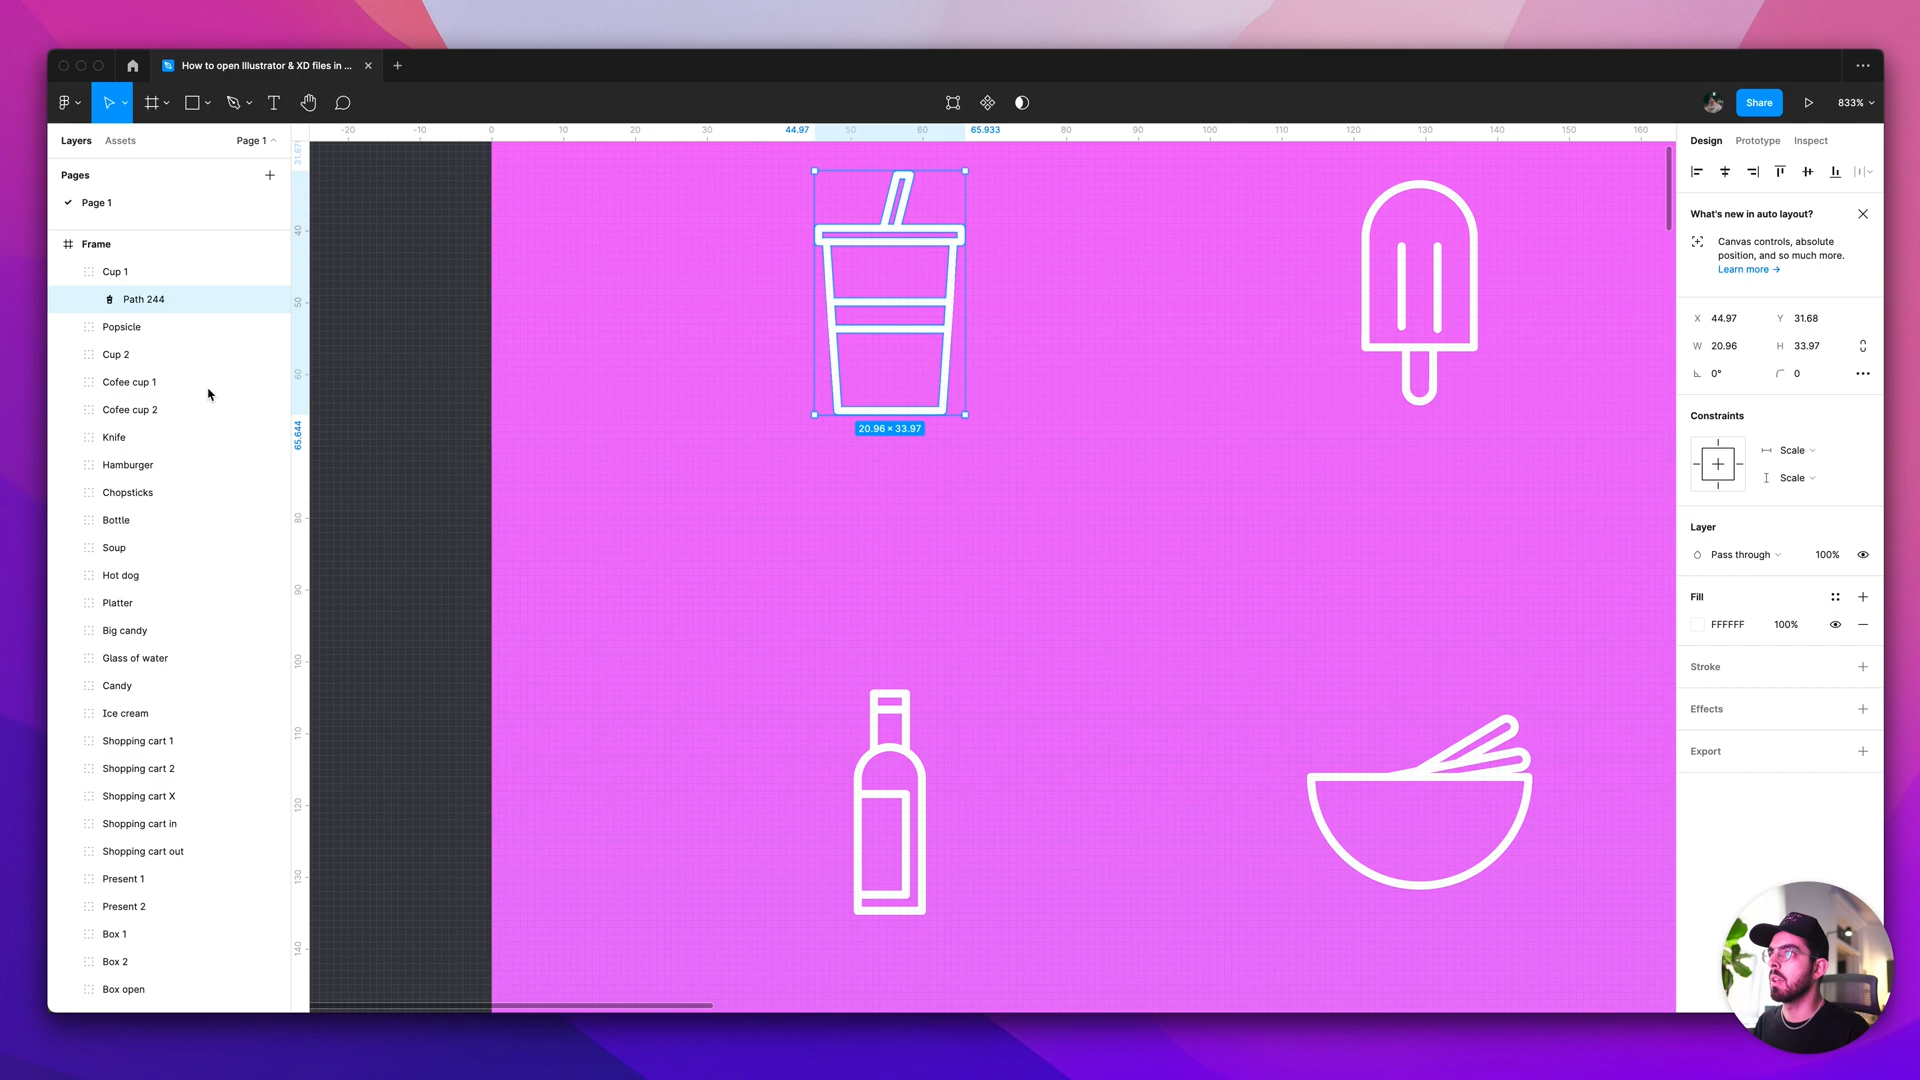 How to open Illustrator & XD files in ...
Share
833%
Layers
Assets
Page 1
Pages
Page 1
Frame
Cup 1
Path 244
Popsicle
Cup 2
Cofee cup 1
Cofee cup 2
Knife
Hamburger
Chopsticks
Bottle
Soup
Hot dog
Platter
Big candy
Glass of water
Candy
Ice cream
Shopping cart 1
Shopping cart 2
Shopping cart X
Shopping cart in
Shopping cart out
Present 1
Present 2
Box 1
Box 2
Box open
-20 -10 0 10 20 30 44.97 50 60 65.933 80 90 100 110 120 130 140 150 160
40
50
60
65.644
80
90
100
110
120
130
140
20.96 × 33.97
Design
Prototype
Inspect
What's new in auto layout?
Canvas controls, absolute
position, and so much more.
Learn more →
X 44.97 Y 31.68
W 20.96 H 33.97
0° 0
Constraints
Scale
Scale
Layer
Pass through 100%
Fill
FFFFFF 100%
Stroke
Effects
Export